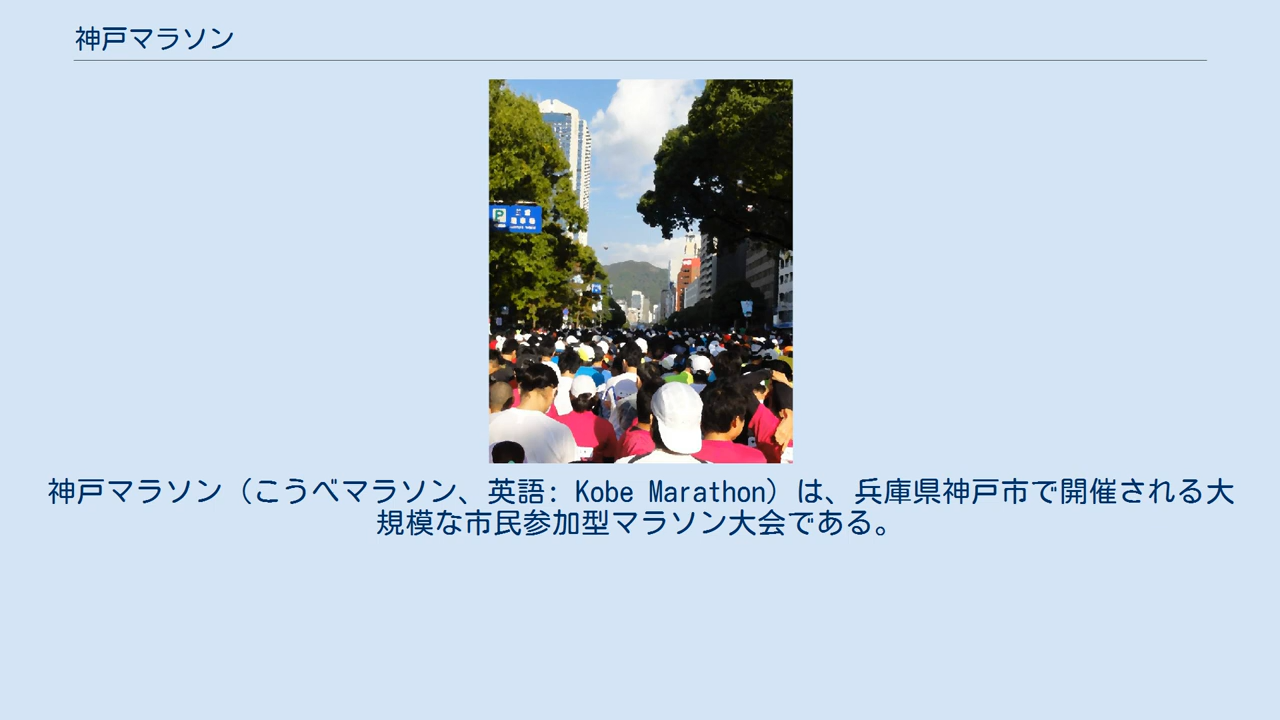 神戸マラソン
P
神戸マラソン（こうべマラソン、英語: Kobe Marathon）は、兵庫県神戸市で開催される大
規模な市民参加型マラソン大会である。